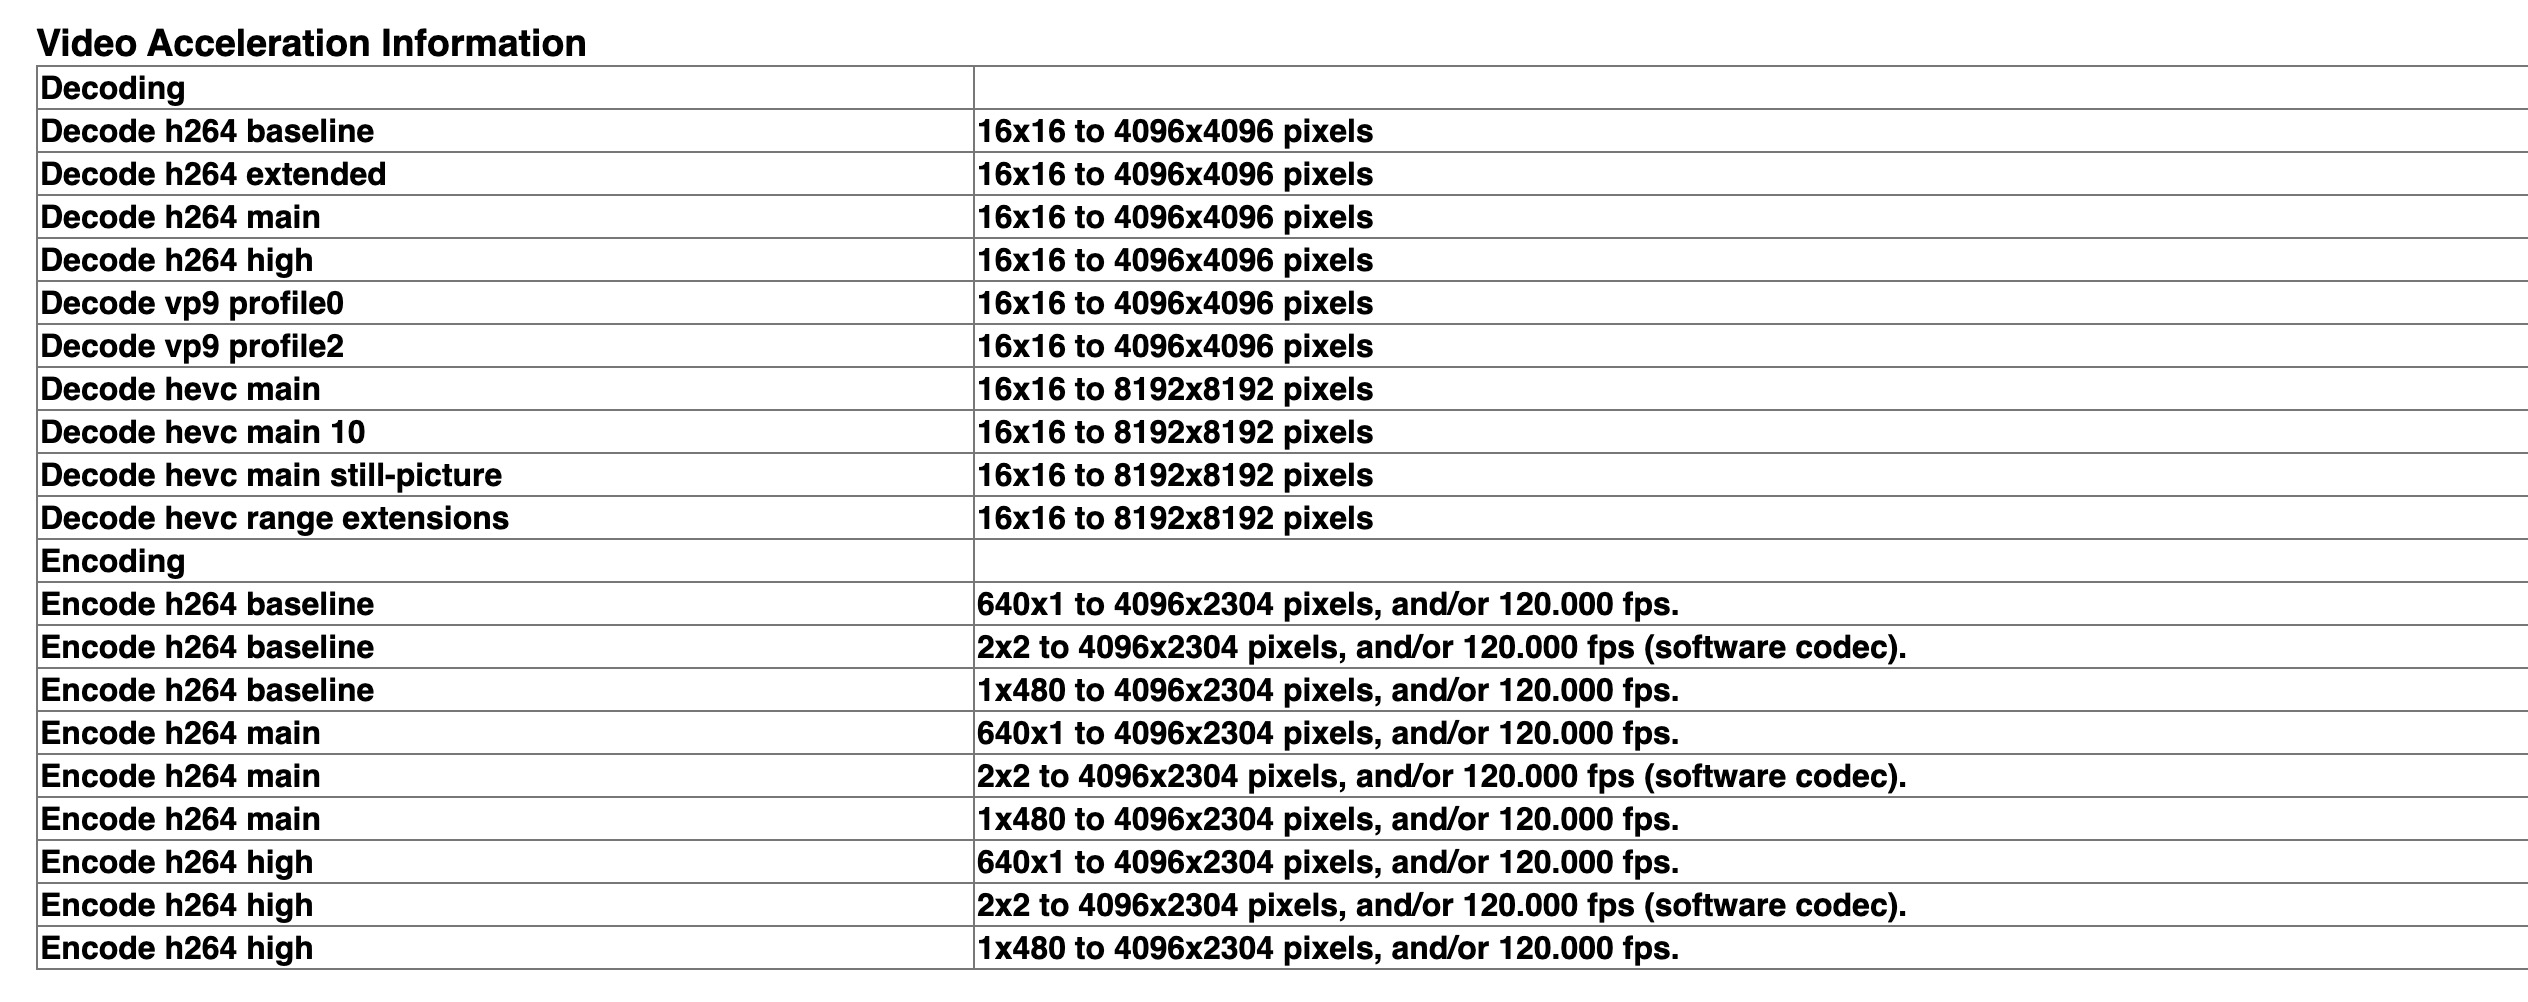 Video Acceleration Information
Decoding
Decode h264 baseline 16x16 to 4096x4096 pixels
Decode h264 extended 16x16 to 4096x4096 pixels
Decode h264 main 16x16 to 4096x4096 pixels
Decode h264 high 16x16 to 4096x4096 pixels
Decode vp9 profile0 16x16 to 4096x4096 pixels
Decode vp9 profile2 16x16 to 4096x4096 pixels
Decode hevc main 16x16 to 8192x8192 pixels
Decode hevc main 10 16x16 to 8192x8192 pixels
Decode hevc main still-picture 16x16 to 8192x8192 pixels
Decode hevc range extensions 16x16 to 8192x8192 pixels
Encoding
Encode h264 baseline 640x1 to 4096x2304 pixels, and/or 120.000 fps.
Encode h264 baseline 2x2 to 4096x2304 pixels, and/or 120.000 fps (software codec).
Encode h264 baseline 1x480 to 4096x2304 pixels, and/or 120.000 fps.
Encode h264 main 640x1 to 4096x2304 pixels, and/or 120.000 fps.
Encode h264 main 2x2 to 4096x2304 pixels, and/or 120.000 fps (software codec).
Encode h264 main 1x480 to 4096x2304 pixels, and/or 120.000 fps.
Encode h264 high 640x1 to 4096x2304 pixels, and/or 120.000 fps.
Encode h264 high 2x2 to 4096x2304 pixels, and/or 120.000 fps (software codec).
Encode h264 high 1x480 to 4096x2304 pixels, and/or 120.000 fps.